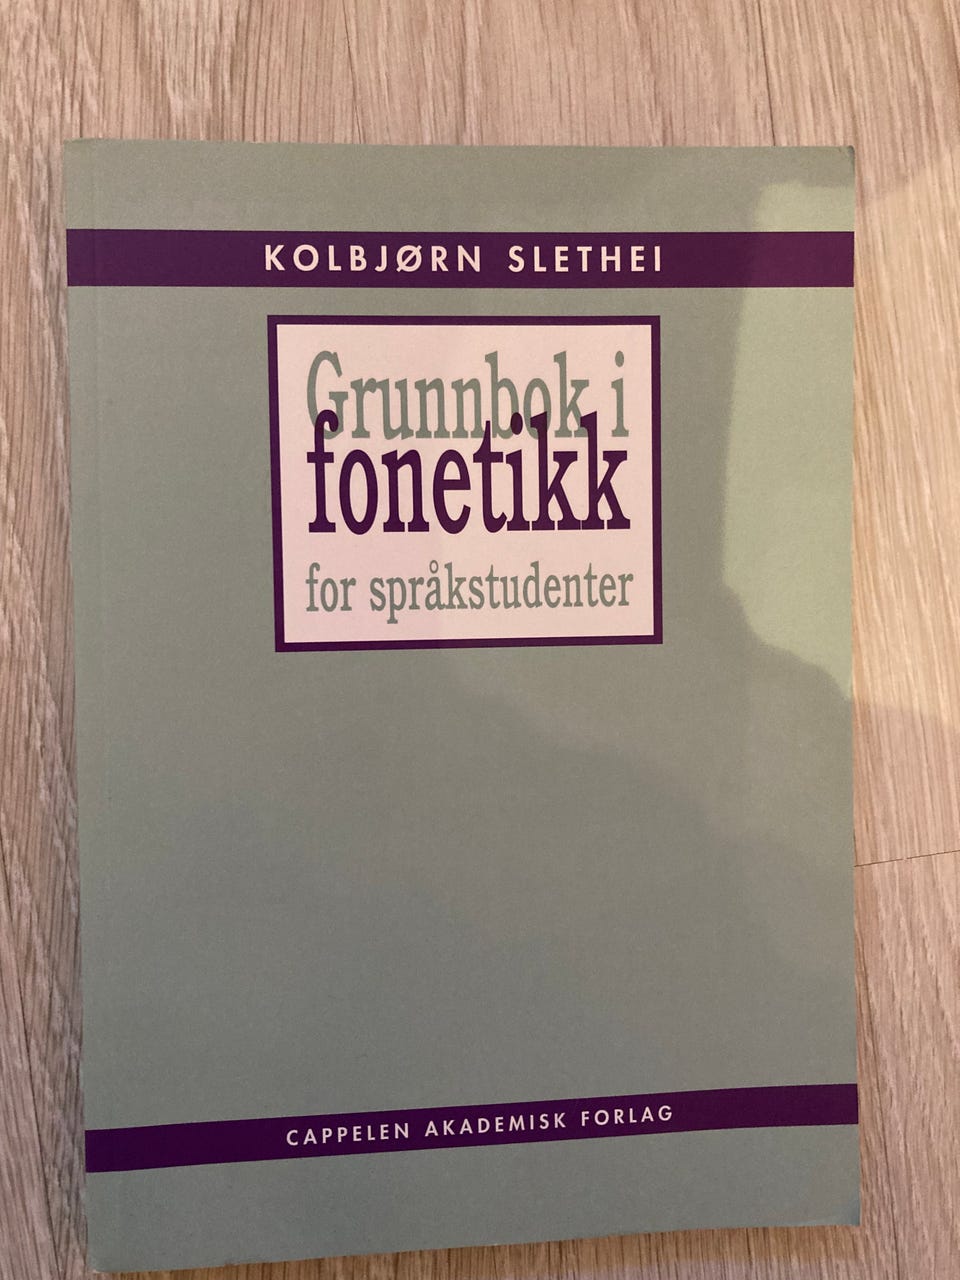 KOLBJØRN SLETHEI
Grunnbok i
fonetikk
for språkstudenter
CAPPELEN AKADEMISK FORLAG